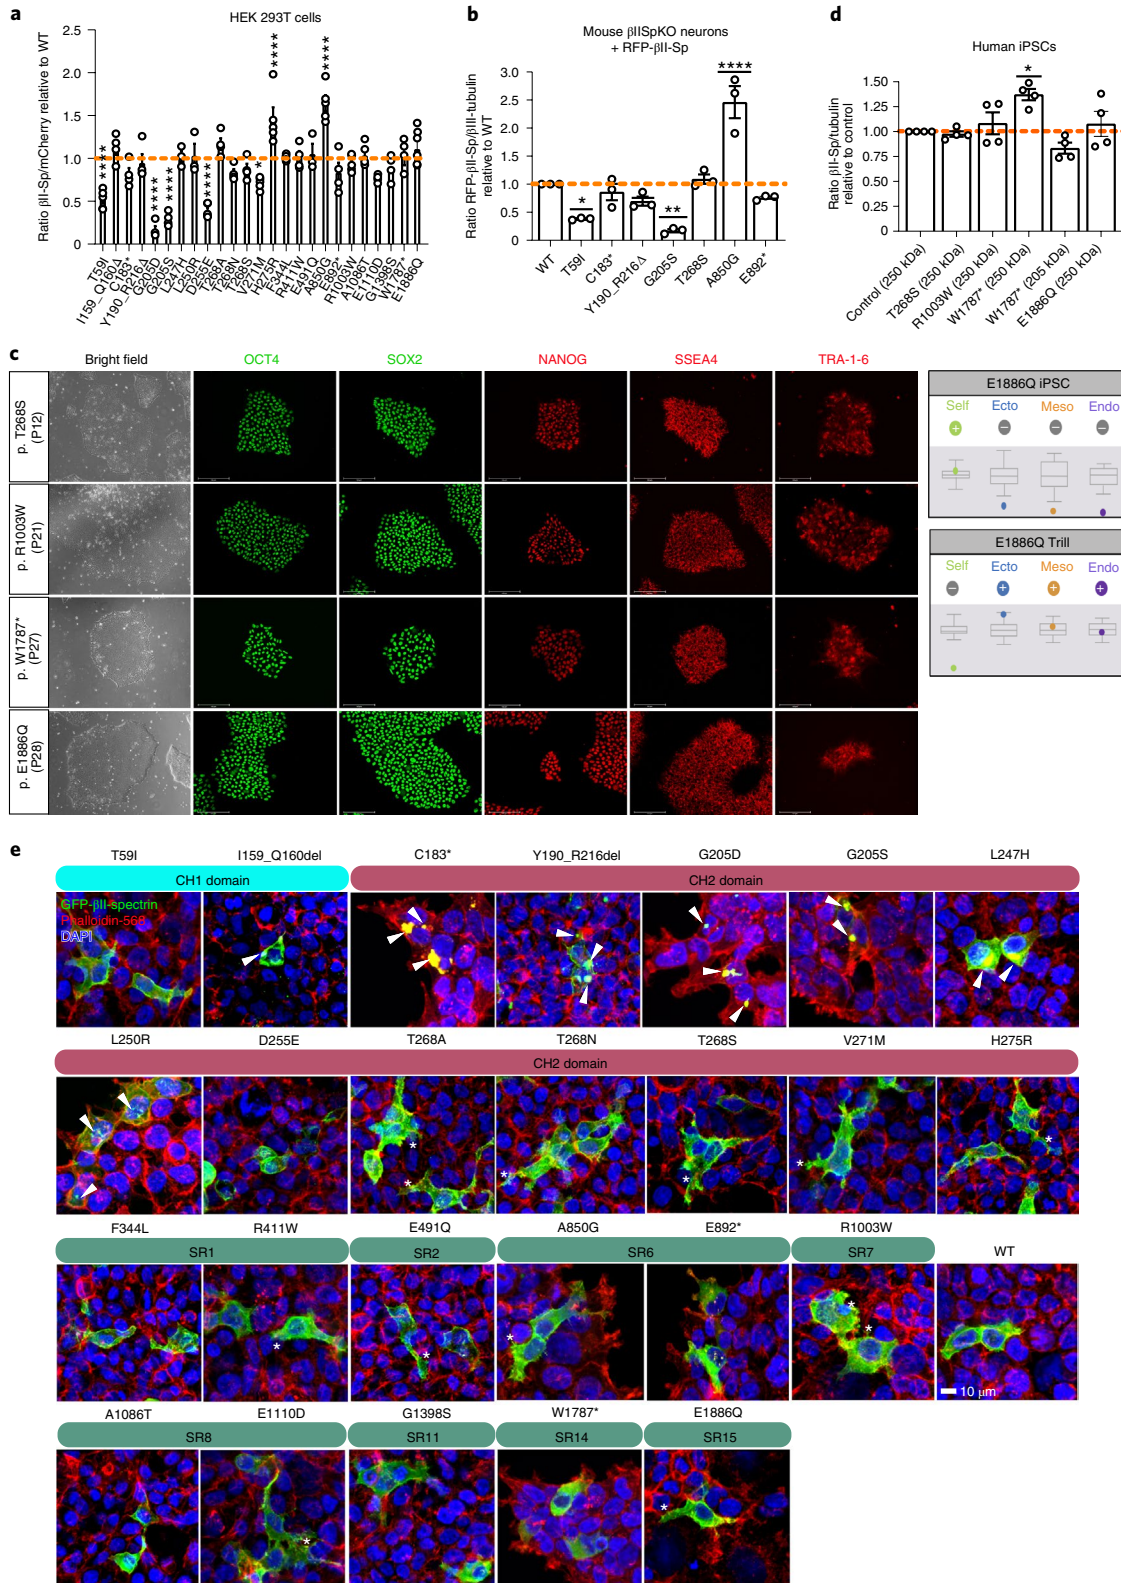 a
HEK 293T cells
Ratio βII-Sp/mCherry relative to WT
2.5
2.0
1.5
1.0
0.5
0
****
****
****
****
****
*
****
****
T59I
I159_Q160Δ
C183*
Y190_R216Δ
G205D
G205S
L247H
L250R
D255E
T268A
T268N
T268S
V271M
H275R
F344L
R411W
E491Q
A850G
E892*
R1003W
A1086T
E1110D
G1398S
W1787*
E1886Q
b
Mouse βIISpKO neurons
+ RFP-βII-Sp
Ratio RFP-βII-Sp/βIII-tubulin
relative to WT
3.0
2.5
2.0
1.5
1.0
0.5
0
*
**
****
WT
T59I
C183*
Y190_R216Δ
G205S
T268S
A850G
E892*
d
Human iPSCs
Ratio βII-Sp/tubulin
relative to control
1.50
1.25
1.00
0.75
0.50
0.25
0
*
Control (250 kDa)
T268S (250 kDa)
R1003W (250 kDa)
W1787* (250 kDa)
W1787* (205 kDa)
E1886Q (250 kDa)
c
Bright field
OCT4
SOX2
NANOG
SSEA4
TRA-1-6
p. T268S
(P12)
p. R1003W
(P21)
p. W1787*
(P27)
p. E1886Q
(P28)
E1886Q iPSC
Self Ecto Meso Endo
+ − − −
E1886Q Trill
Self Ecto Meso Endo
− + + +
e
T59I I159_Q160del C183* Y190_R216del G205D G205S L247H
CH1 domain CH2 domain
GFP-βII-spectrin
Phalloidin-568
DAPI
L250R D255E T268A T268N T268S V271M H275R
CH2 domain
* * * * * *
F344L R411W E491Q A850G E892* R1003W
SR1 SR2 SR6 SR7 WT
* * * * *
10 μm
A1086T E1110D G1398S W1787* E1886Q
SR8 SR11 SR14 SR15
* *